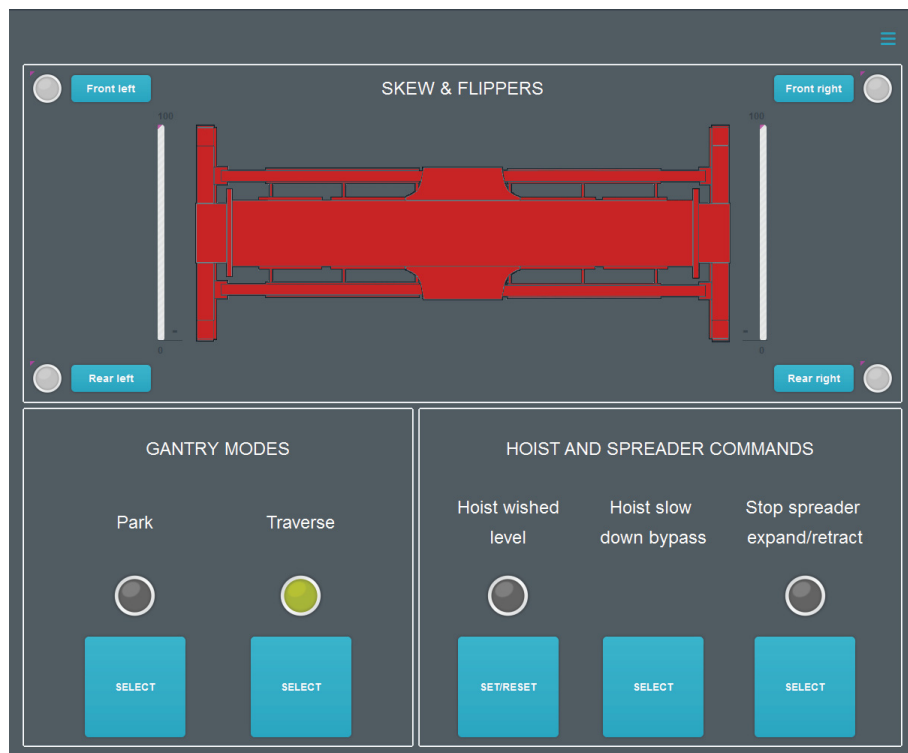 Front left
SKEW & FLIPPERS
Front right
100
100
0
0
Rear left
Rear right
GANTRY MODES
HOIST AND SPREADER COMMANDS
Park
Traverse
Hoist wished
level
Hoist slow
down bypass
Stop spreader
expand/retract
SELECT
SELECT
SET/RESET
SELECT
SELECT